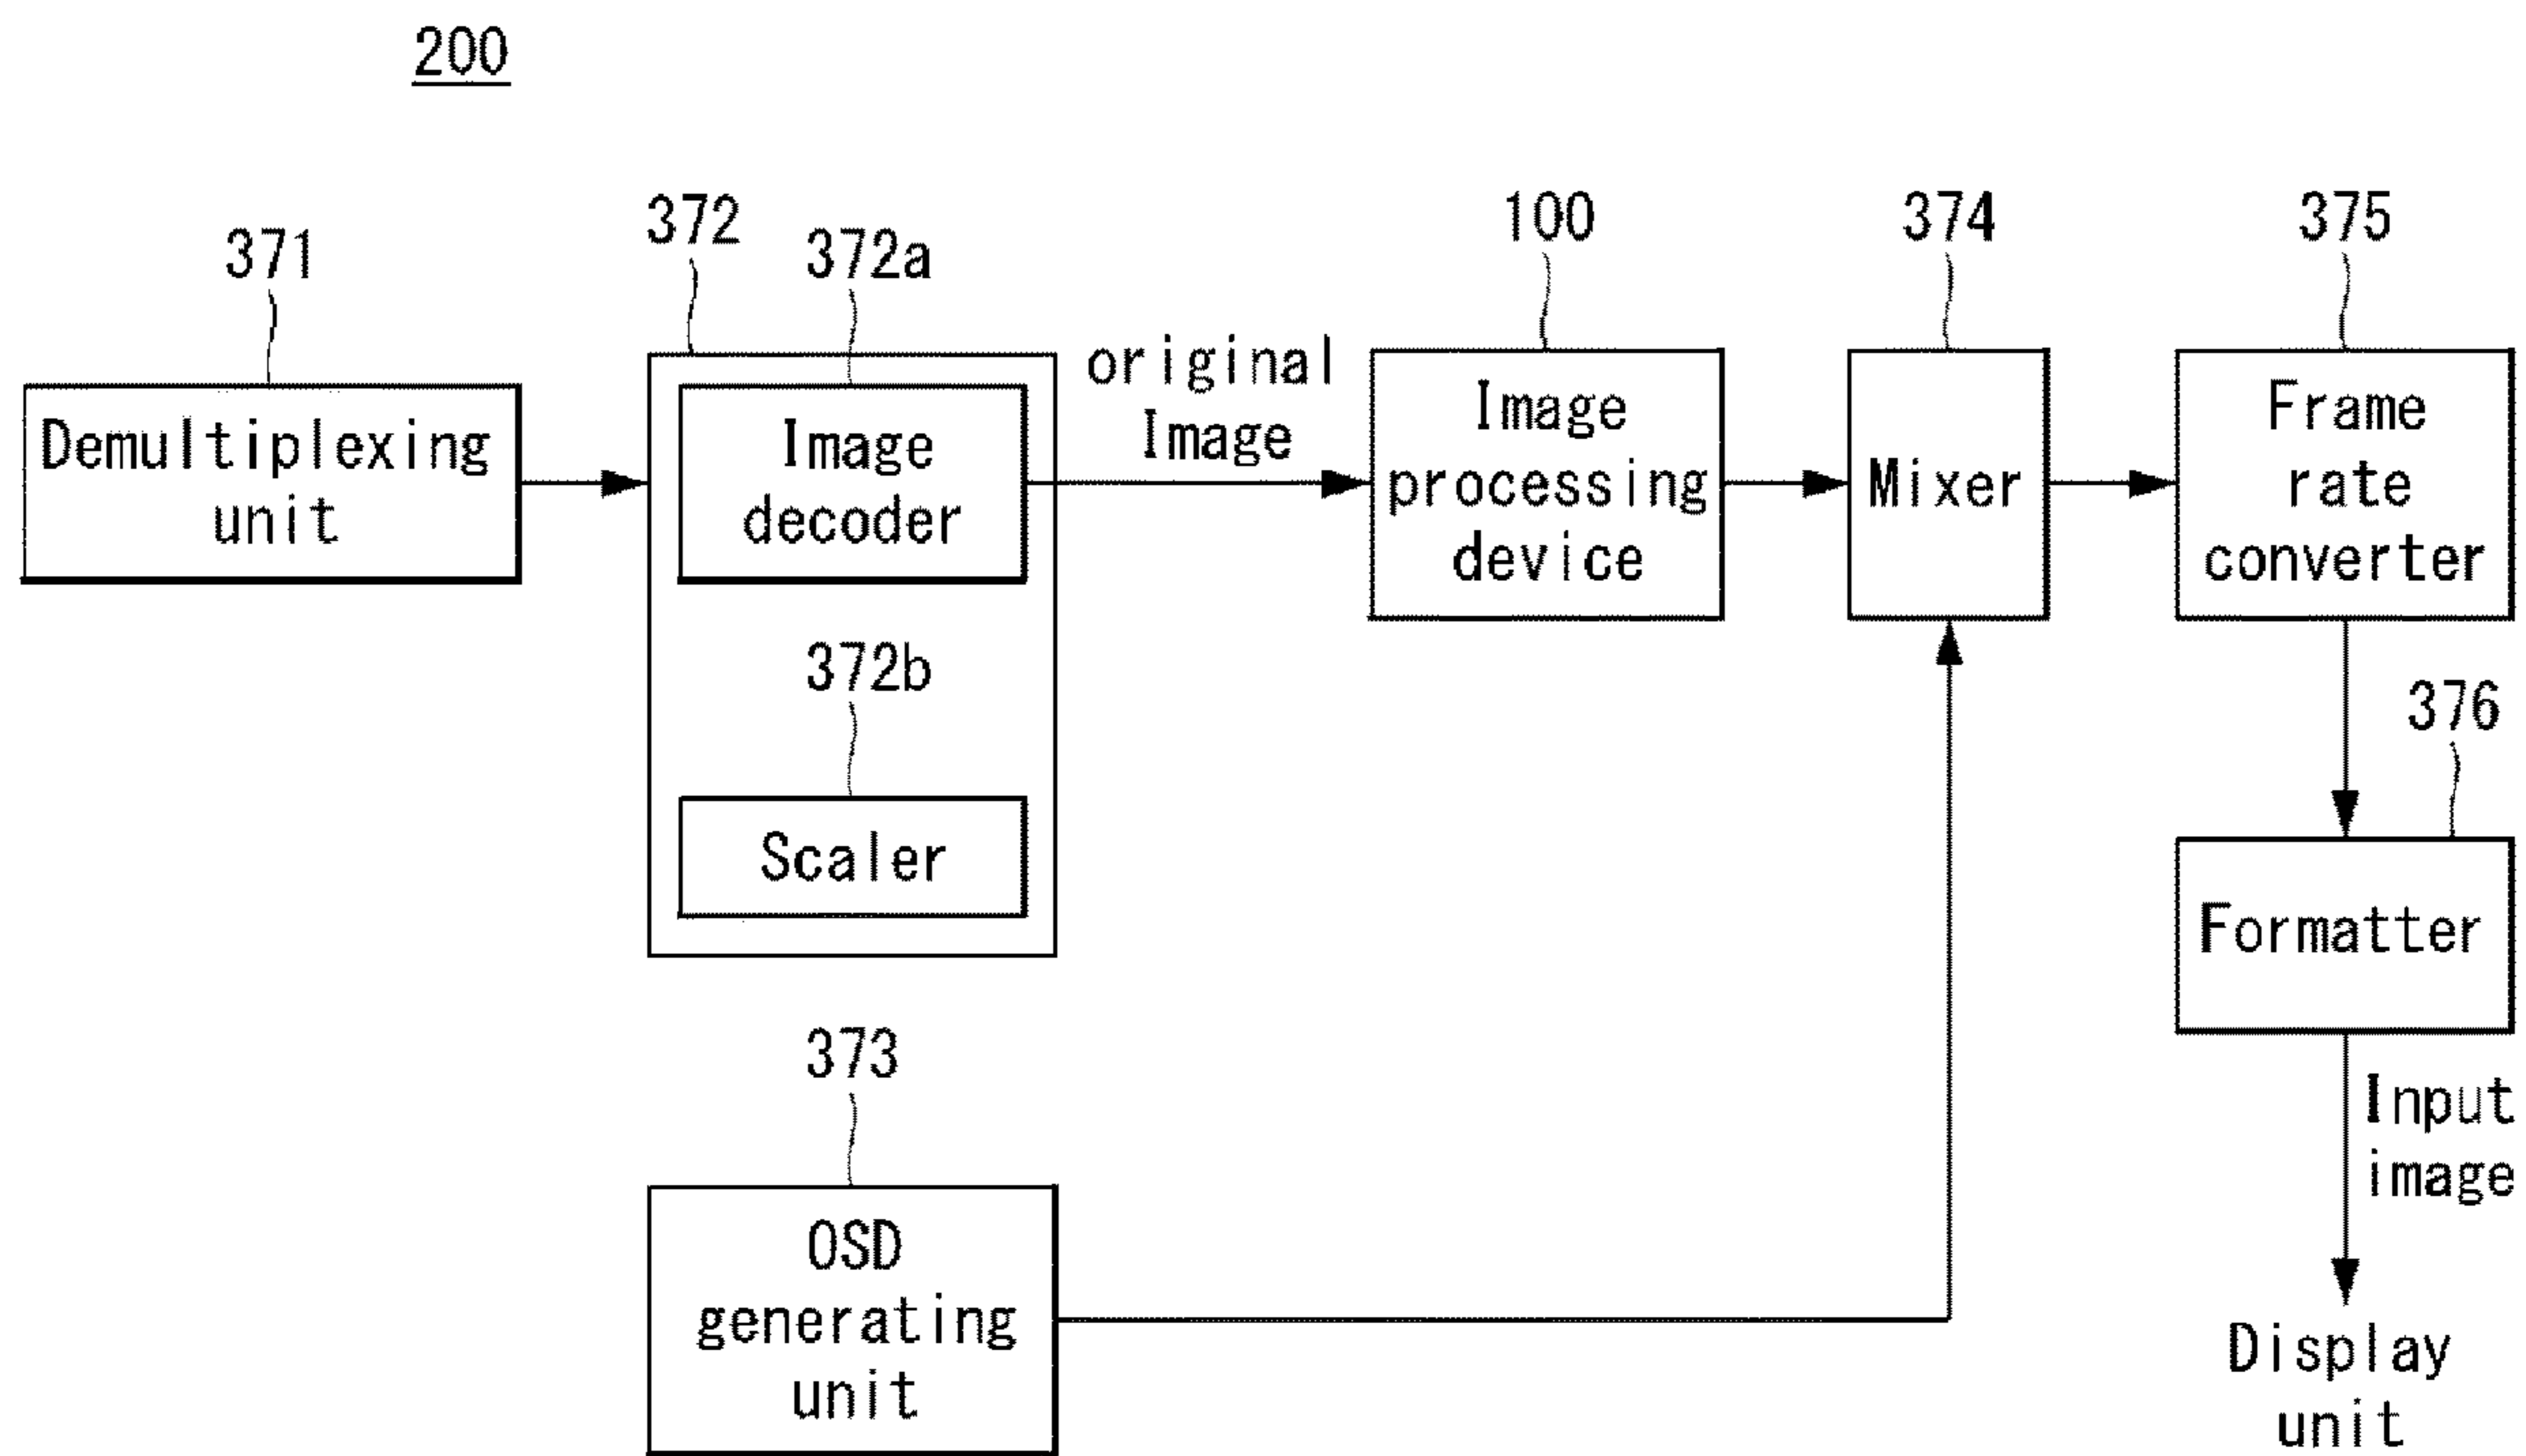 200
371
372
372a
100
374
375
Demultiplexing
unit
Image
decoder
original
Image
Image
processing
device
Mixer
Frame
rate
converter
372b
Scaler
376
Formatter
373
OSD
generating
unit
Input
image
Display
unit